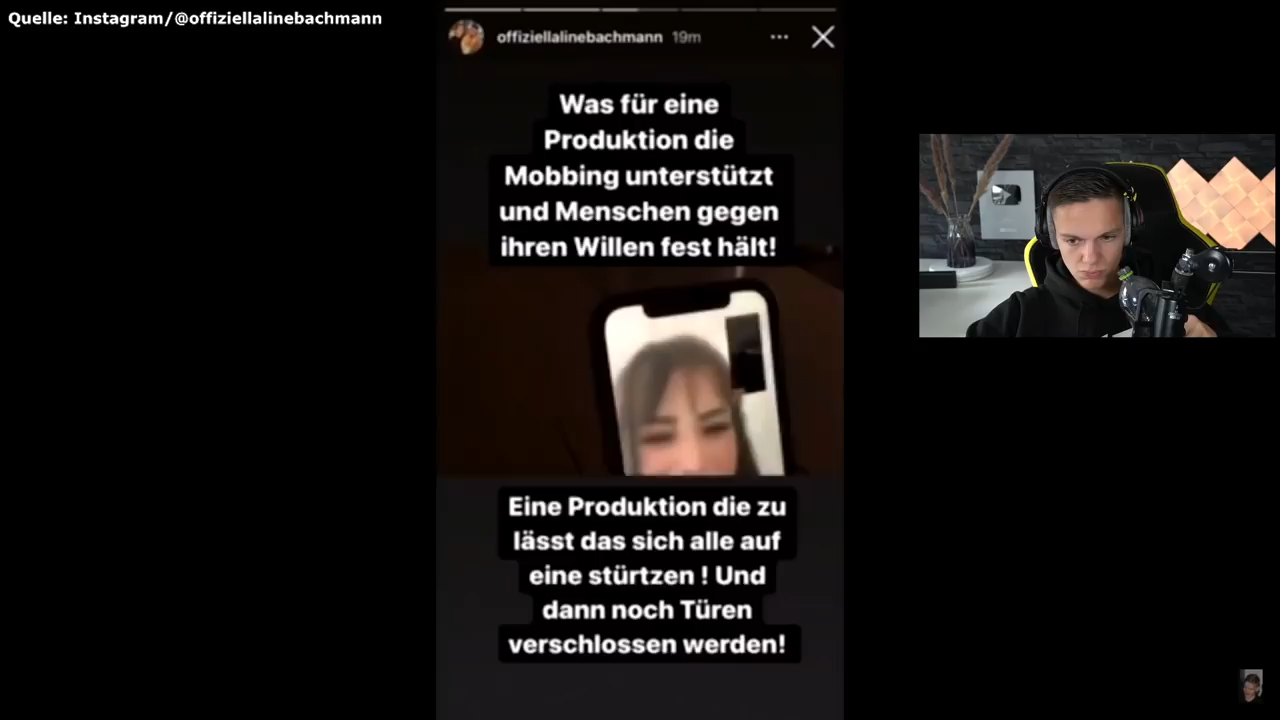 Quelle: Instagram/@offiziellalinebachmann
offiziellalinebachmann 19m
Was für eine
Produktion die
Mobbing unterstützt
und Menschen gegen
ihren Willen fest hält!
Eine Produktion die zu
lässt das sich alle auf
eine stürtzen ! Und
dann noch Türen
verschlossen werden!